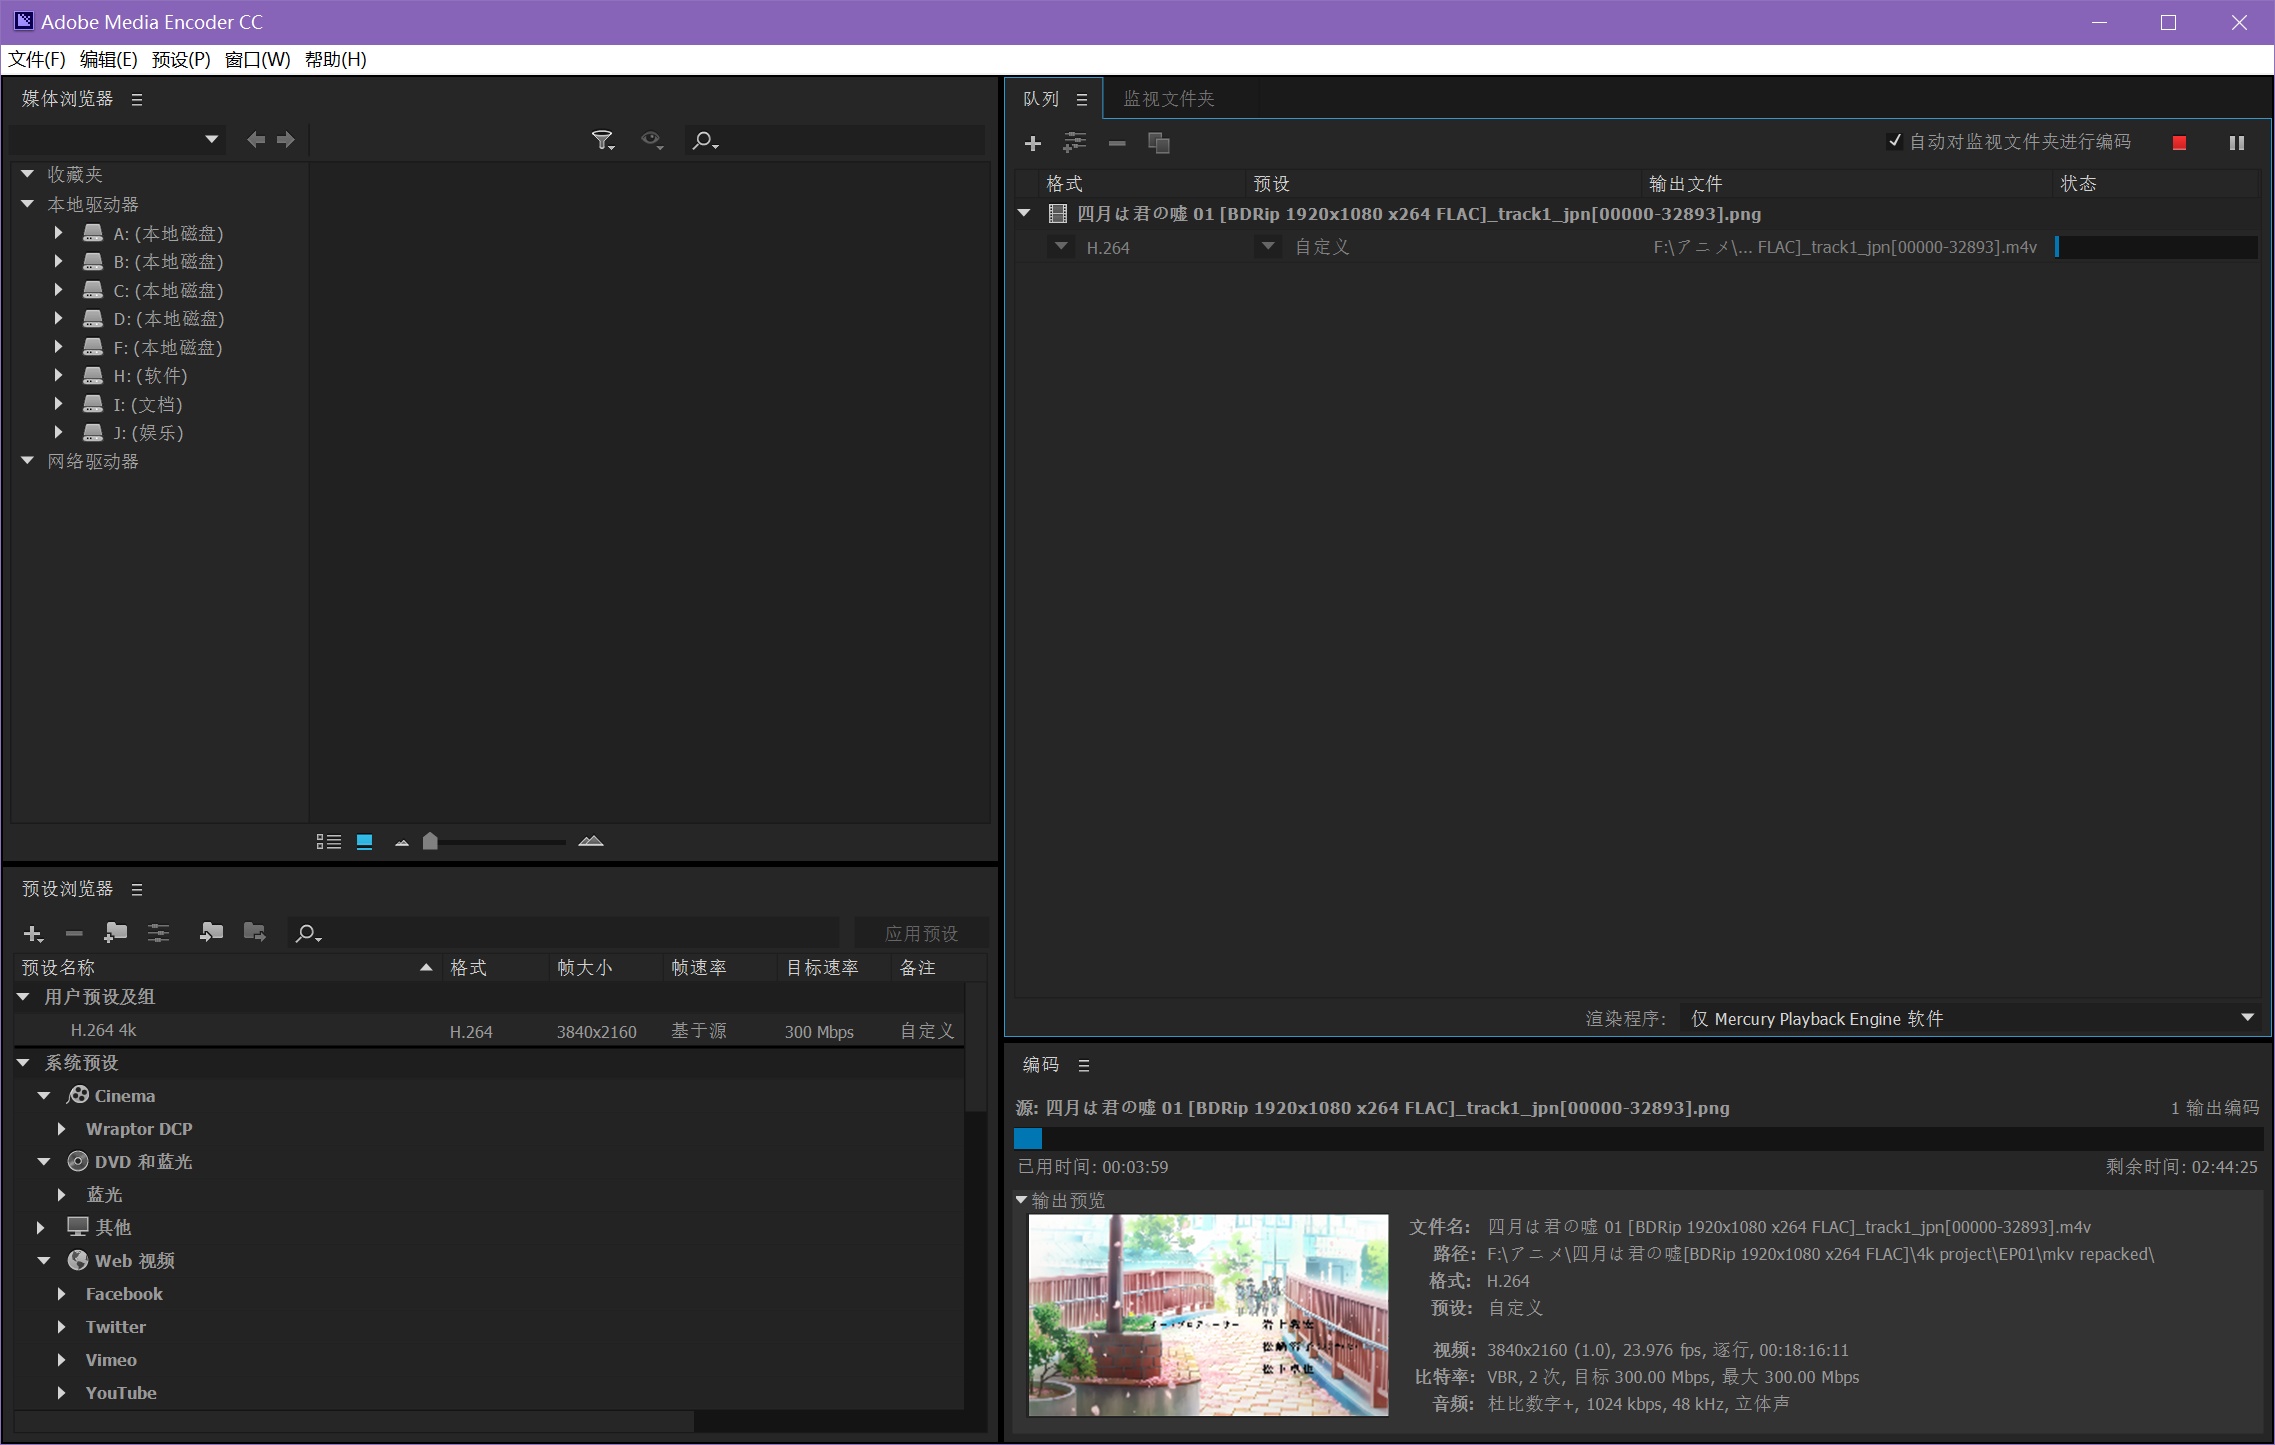 Adobe Media Encoder CC
文件(F) 编辑(E) 预设(P) 窗口(W) 帮助(H)
媒体浏览器
收藏夹
本地驱动器
A: (本地磁盘)
B: (本地磁盘)
C: (本地磁盘)
D: (本地磁盘)
F: (本地磁盘)
H: (软件)
I: (文档)
J: (娱乐)
网络驱动器
预设浏览器
应用预设
预设名称 格式 帧大小 帧速率 目标速率 备注
用户预设及组
H.264 4k H.264 3840x2160 基于源 300 Mbps 自定义
系统预设
Cinema
Wraptor DCP
DVD 和蓝光
蓝光
其他
Web 视频
Facebook
Twitter
Vimeo
YouTube
队列 监视文件夹
自动对监视文件夹进行编码
格式 预设 输出文件 状态
四月は君の嘘 01 [BDRip 1920x1080 x264 FLAC]_track1_jpn[00000-32893].png
H.264 自定义 F:\アニメ\... FLAC]_track1_jpn[00000-32893].m4v
渲染程序: 仅 Mercury Playback Engine 软件
编码
源: 四月は君の嘘 01 [BDRip 1920x1080 x264 FLAC]_track1_jpn[00000-32893].png 1 输出编码
已用时间: 00:03:59 剩余时间: 02:44:25
输出预览
文件名: 四月は君の嘘 01 [BDRip 1920x1080 x264 FLAC]_track1_jpn[00000-32893].m4v
路径: F:\アニメ\四月は君の嘘[BDRip 1920x1080 x264 FLAC]\4k project\EP01\mkv repacked\
格式: H.264
预设: 自定义
视频: 3840x2160 (1.0), 23.976 fps, 逐行, 00:18:16:11
比特率: VBR, 2 次, 目标 300.00 Mbps, 最大 300.00 Mbps
音频: 杜比数字+, 1024 kbps, 48 kHz, 立体声